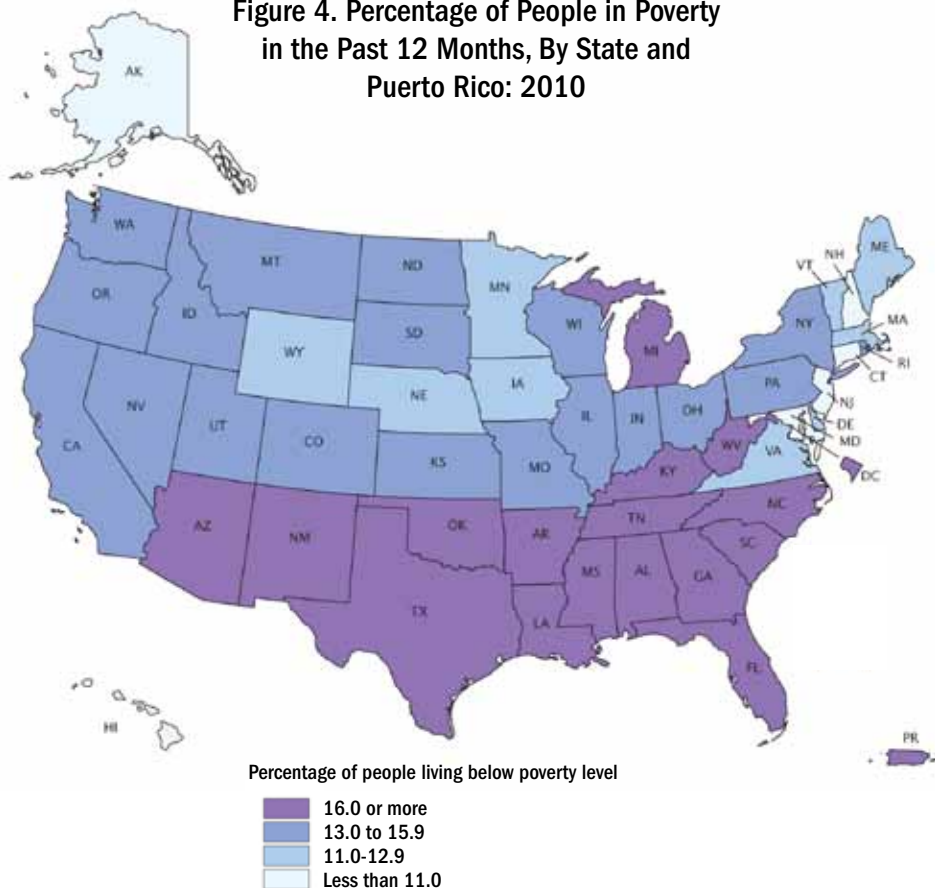 Figure 4. Percentage of People in Poverty
in the Past 12 Months, By State and
Puerto Rico: 2010
AK
WA
MT
ND
MN
VT
NH
ME
OR
ID
SD
WI
MI
NY
MA
RI
CT
WY
NE
IA
PA
NJ
DE
MD
DC
NV
UT
CO
CA
KS
MO
IL
IN
OH
WV
VA
KY
AZ
NM
OK
AR
TN
NC
SC
TX
LA
MS
AL
GA
FL
HI
PR
Percentage of people living below poverty level
16.0 or more
13.0 to 15.9
11.0-12.9
Less than 11.0